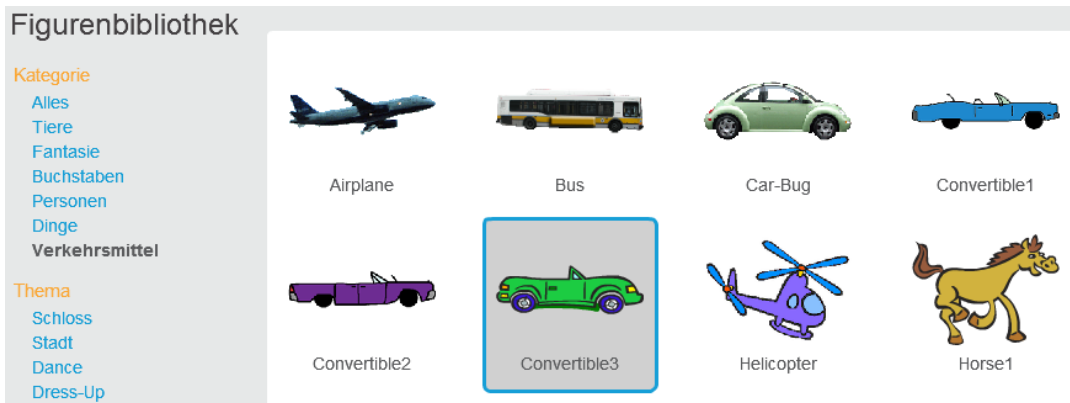 Figurenbibliothek
Kategorie
Alles
Tiere
Fantasie
Buchstaben
Personen
Dinge
Verkehrsmittel
Thema
Schloss
Stadt
Dance
Dress-Up
Airplane
Bus
Car-Bug
Convertible1
Convertible2
Convertible3
Helicopter
Horse1